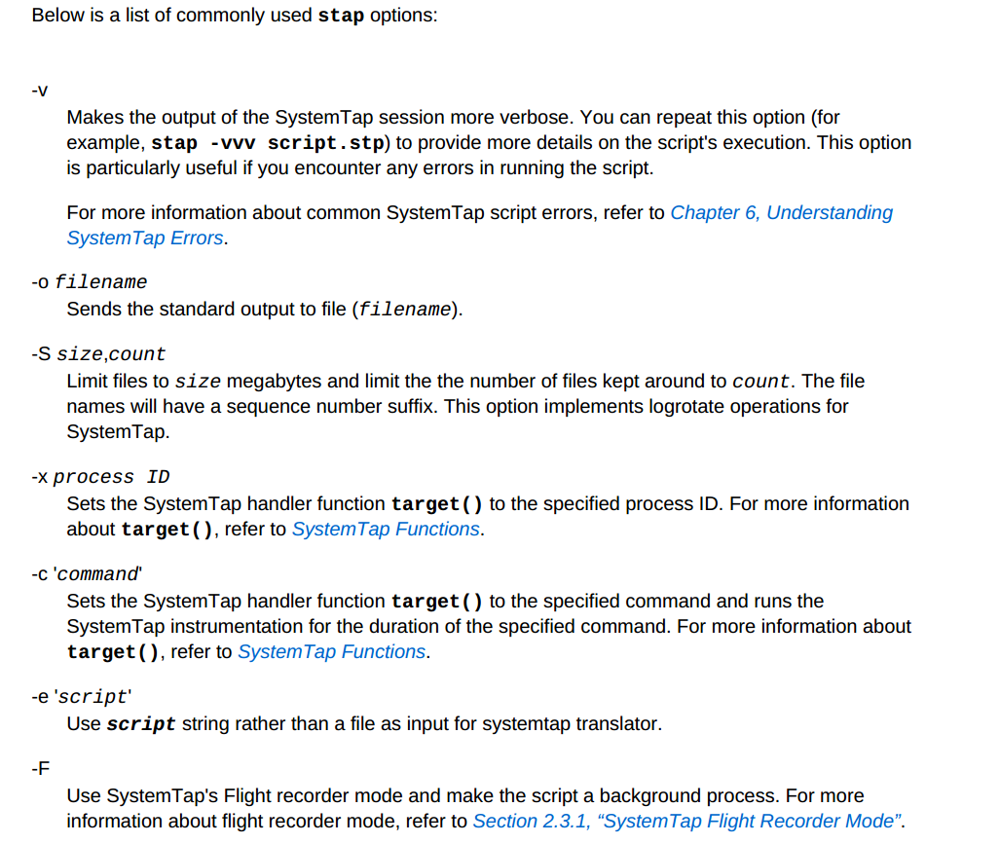 Below is a list of commonly used stap options:
-v
Makes the output of the SystemTap session more verbose. You can repeat this option (for
example, stap -vvv script.stp) to provide more details on the script's execution. This option
is particularly useful if you encounter any errors in running the script.
For more information about common SystemTap script errors, refer to Chapter 6, Understanding
SystemTap Errors.
-o filename
Sends the standard output to file (filename).
-S size,count
Limit files to size megabytes and limit the the number of files kept around to count. The file
names will have a sequence number suffix. This option implements logrotate operations for
SystemTap.
-x process ID
Sets the SystemTap handler function target() to the specified process ID. For more information
about target(), refer to SystemTap Functions.
-c 'command'
Sets the SystemTap handler function target() to the specified command and runs the
SystemTap instrumentation for the duration of the specified command. For more information about
target(), refer to SystemTap Functions.
-e 'script'
Use script string rather than a file as input for systemtap translator.
-F
Use SystemTap's Flight recorder mode and make the script a background process. For more
information about flight recorder mode, refer to Section 2.3.1, “SystemTap Flight Recorder Mode”.